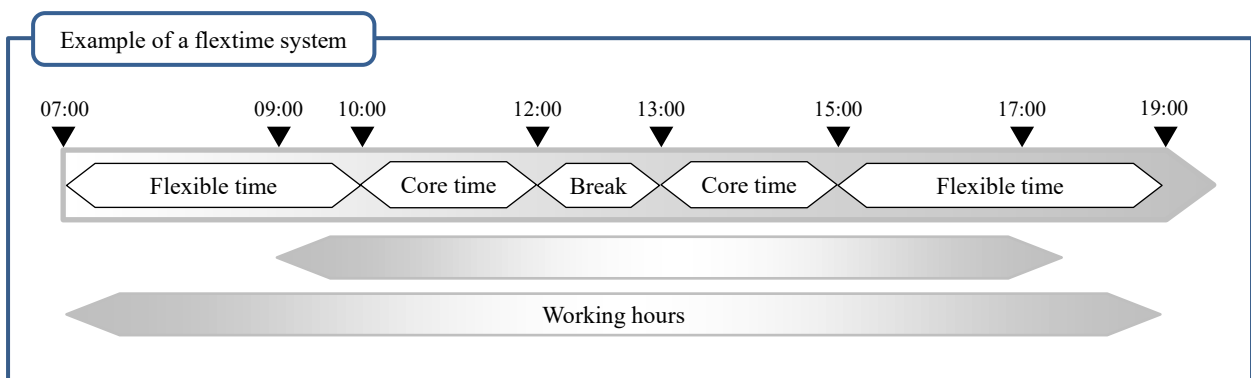 Example of a flextime system
07:00 09:00 10:00 12:00 13:00 15:00 17:00 19:00
Flexible time Core time Break Core time Flexible time
Working hours